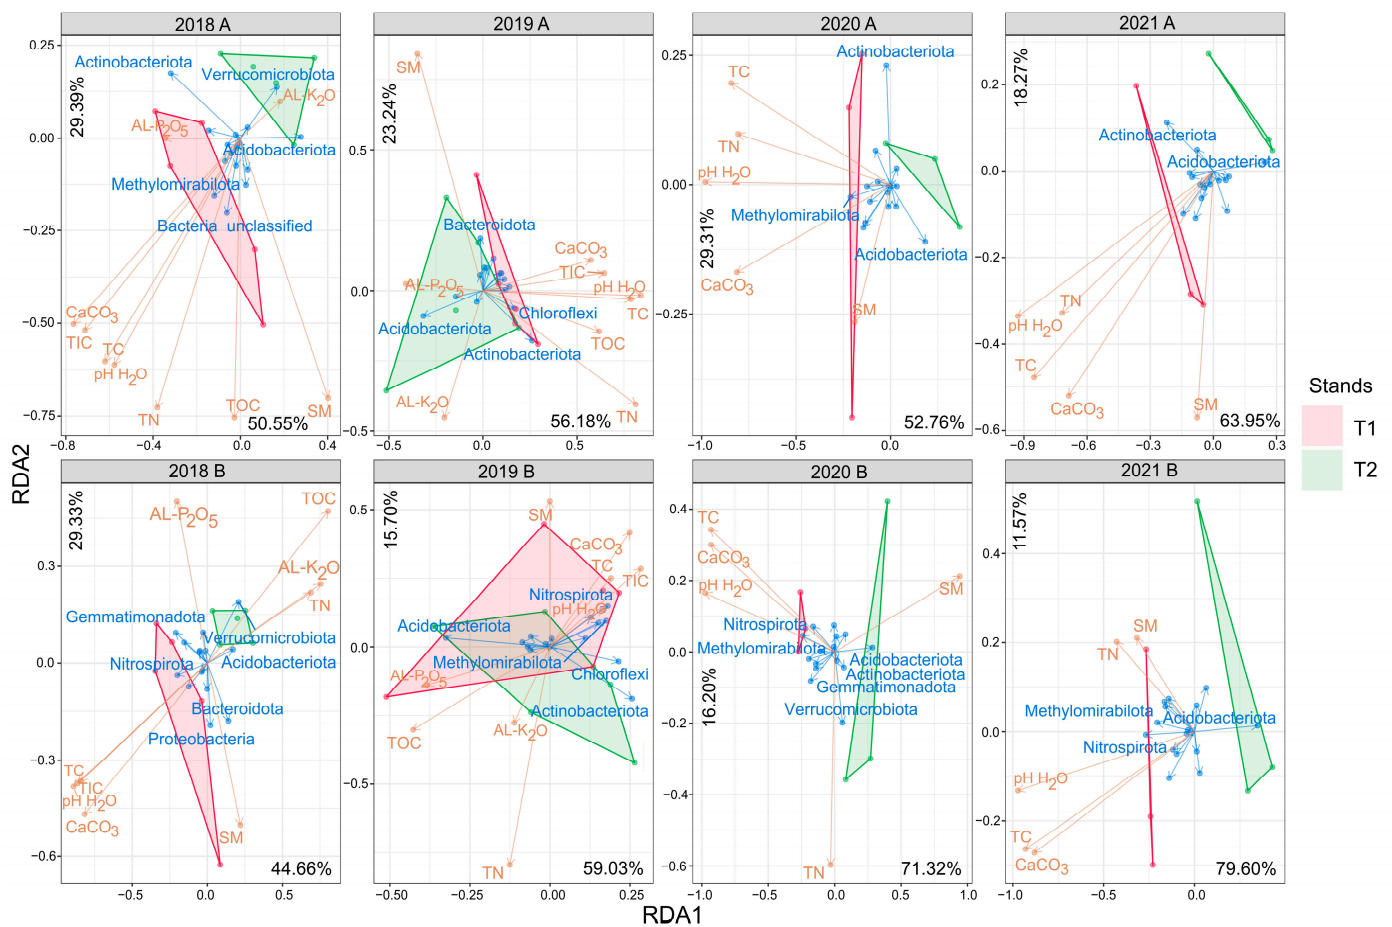 2018 A
0.25
0.00
−0.25
−0.50
−0.75
−0.8
−0.4
0.0
0.4
29.39%
50.55%
Actinobacteriota
Verrucomicrobiota
AL-K2O
AL-P2O5
Acidobacteriota
Methylomirabilota
Bacteria unclassified
CaCO3
TIC
TC
pH H2O
TN
TOC
SM
2019 A
0.5
0.0
−0.5
−0.5
0.0
0.5
23.24%
56.18%
SM
Bacteroidota
CaCO3
TIC
AL-P2O5
pH H2O
Chloroflexi
TC
Acidobacteriota
TOC
Actinobacteriota
AL-K2O
TN
2020 A
0.25
0.00
−0.25
−1.0
−0.5
0.0
29.31%
52.76%
Actinobacteriota
TC
TN
pH H2O
Methylomirabilota
Acidobacteriota
CaCO3
SM
2021 A
0.2
0.0
−0.2
−0.4
−0.6
−0.9
−0.6
−0.3
0.0
0.3
18.27%
63.95%
Actinobacteriota
Acidobacteriota
TN
pH H2O
TC
CaCO3
SM
Stands
T1
T2
RDA2
2018 B
0.3
0.0
−0.3
−0.6
−0.5
0.0
0.5
29.33%
44.66%
TOC
AL-P2O5
AL-K2O
TN
Gemmatimonadota
Verrucomicrobiota
Nitrospirota
Acidobacteriota
Bacteroidota
Proteobacteria
TC
TIC
pH H2O
CaCO3
SM
2019 B
0.5
0.0
−0.5
−0.50
−0.25
0.00
0.25
15.70%
59.03%
SM
CaCO3
TC
TIC
Nitrospirota
pH H2O
Acidobacteriota
Methylomirabilota
AL-P2O5
Chloroflexi
Actinobacteriota
TOC
AL-K2O
TN
2020 B
0.4
0.2
0.0
−0.2
−0.4
−0.6
−1.0
−0.5
0.0
0.5
1.0
16.20%
71.32%
TC
CaCO3
pH H2O
SM
Nitrospirota
Methylomirabilota
Acidobacteriota
Actinobacteriota
Gemmatimonadota
Verrucomicrobiota
TN
2021 B
0.4
0.2
0.0
−0.2
−1.0
−0.5
0.0
11.57%
79.60%
SM
TN
Methylomirabilota
Acidobacteriota
Nitrospirota
pH H2O
TC
CaCO3
RDA1